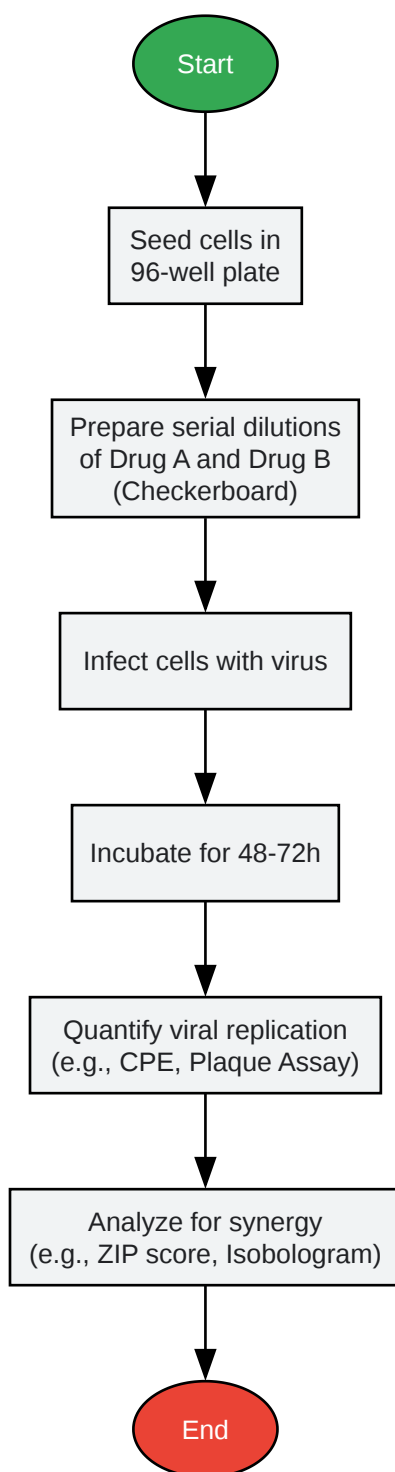 Start
Seed cells in
96-well plate
Prepare serial dilutions
of Drug A and Drug B
(Checkerboard)
Infect cells with virus
Incubate for 48-72h
Quantify viral replication
(e.g., CPE, Plaque Assay)
Analyze for synergy
(e.g., ZIP score, Isobologram)
End